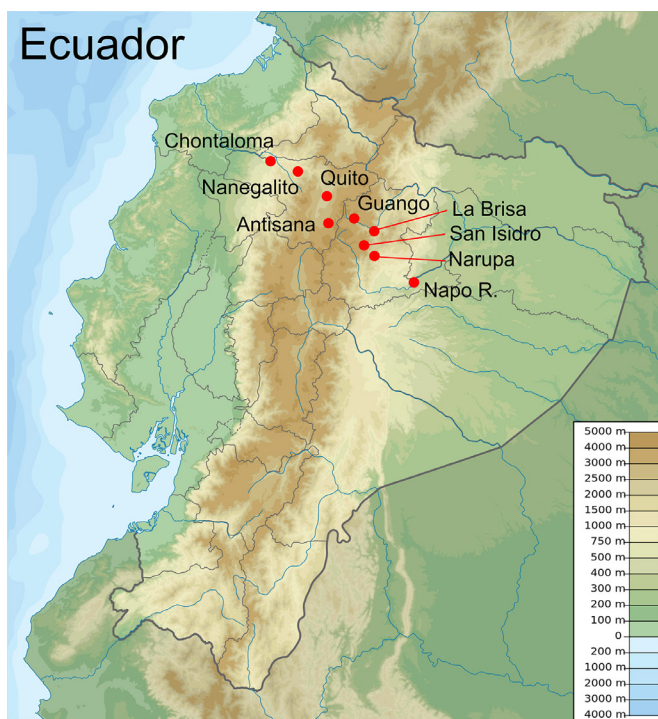 Ecuador
Chontaloma
Nanegalito
Quito
Guango
La Brisa
Antisana
San Isidro
Narupa
Napo R.
5000 m
4000 m
3000 m
2500 m
2000 m
1500 m
1000 m
750 m
500 m
400 m
300 m
200 m
100 m
0
200 m
1000 m
2000 m
3000 m
4000 m